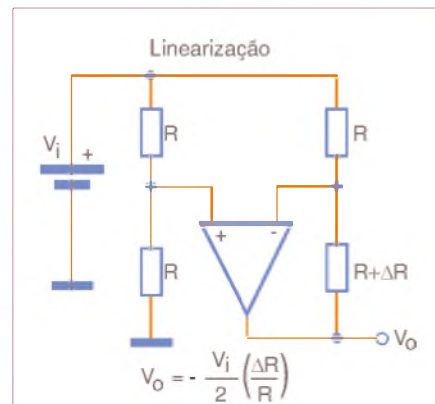 Linearização
Vi +
R
R
+ -
R
R+ΔR
Vo
Vo = - Vi/2 (ΔR/R)